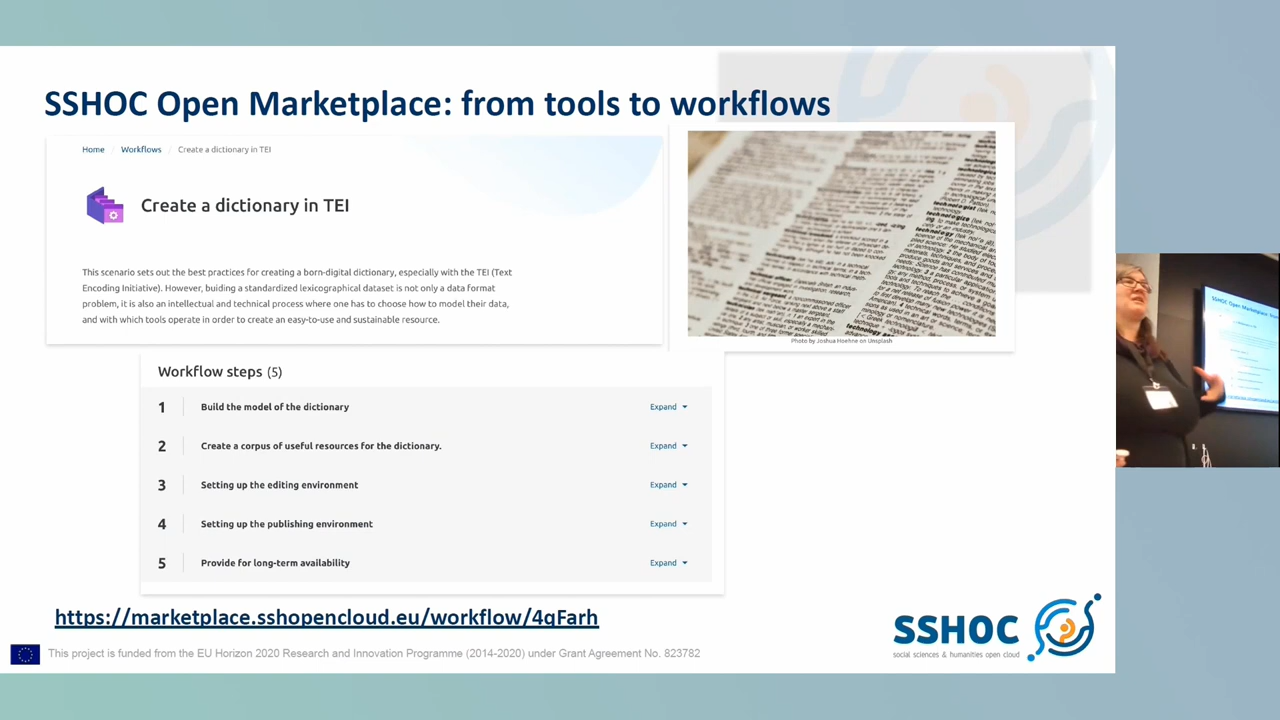 SSHOC Open Marketplace: from tools to workflows
Home / Workflows / Create a dictionary in TEI
Create a dictionary in TEI
This scenario sets out the best practices for creating a born-digital dictionary, especially with the TEI (Text
Encoding Initiative). However, buiding a standardized lexicographical dataset is not only a data format
problem, it is also an intellectual and technical process where one has to choose how to model their data,
and with which tools operate in order to create an easy-to-use and sustainable resource.
technologist
technologize
technology
Photo by Joshua Hoehne on Unsplash
Workflow steps (5)
1 Build the model of the dictionary Expand
2 Create a corpus of useful resources for the dictionary. Expand
3 Setting up the editing environment Expand
4 Setting up the publishing environment Expand
5 Provide for long-term availability Expand
https://marketplace.sshopencloud.eu/workflow/4qFarh
This project is funded from the EU Horizon 2020 Research and Innovation Programme (2014-2020) under Grant Agreement No. 823782
SSHOC
social sciences & humanities open cloud
SSHOC Open Marketplace: